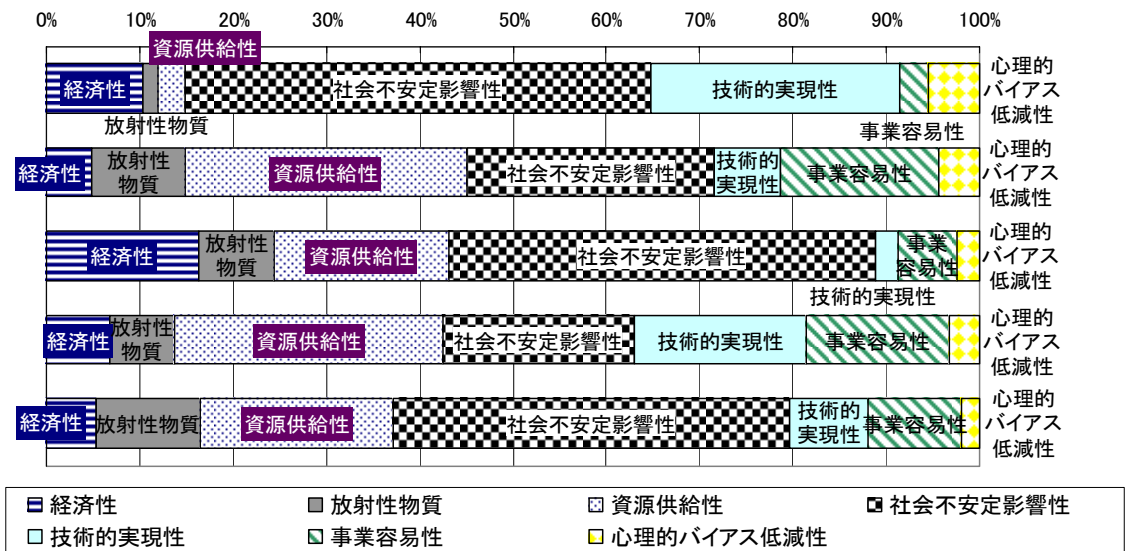 0% 10% 20% 30% 40% 50% 60% 70% 80% 90% 100%
資源供給性
経済性 社会不安定影響性 技術的実現性 心理的
バイアス
低減性
放射性物質 事業容易性
経済性 放射性
物質 資源供給性 社会不安定影響性 技術的
実現性 事業容易性 心理的
バイアス
低減性
経済性 放射性
物質 資源供給性 社会不安定影響性 事業
容易性 心理的
バイアス
低減性
技術的実現性
経済性 放射性
物質 資源供給性 社会不安定影響性 技術的実現性 事業容易性 心理的
バイアス
低減性
経済性 放射性物質 資源供給性 社会不安定影響性 技術的
実現性 事業容易性 心理的
バイアス
低減性
経済性 放射性物質 資源供給性 社会不安定影響性
技術的実現性 事業容易性 心理的バイアス低減性